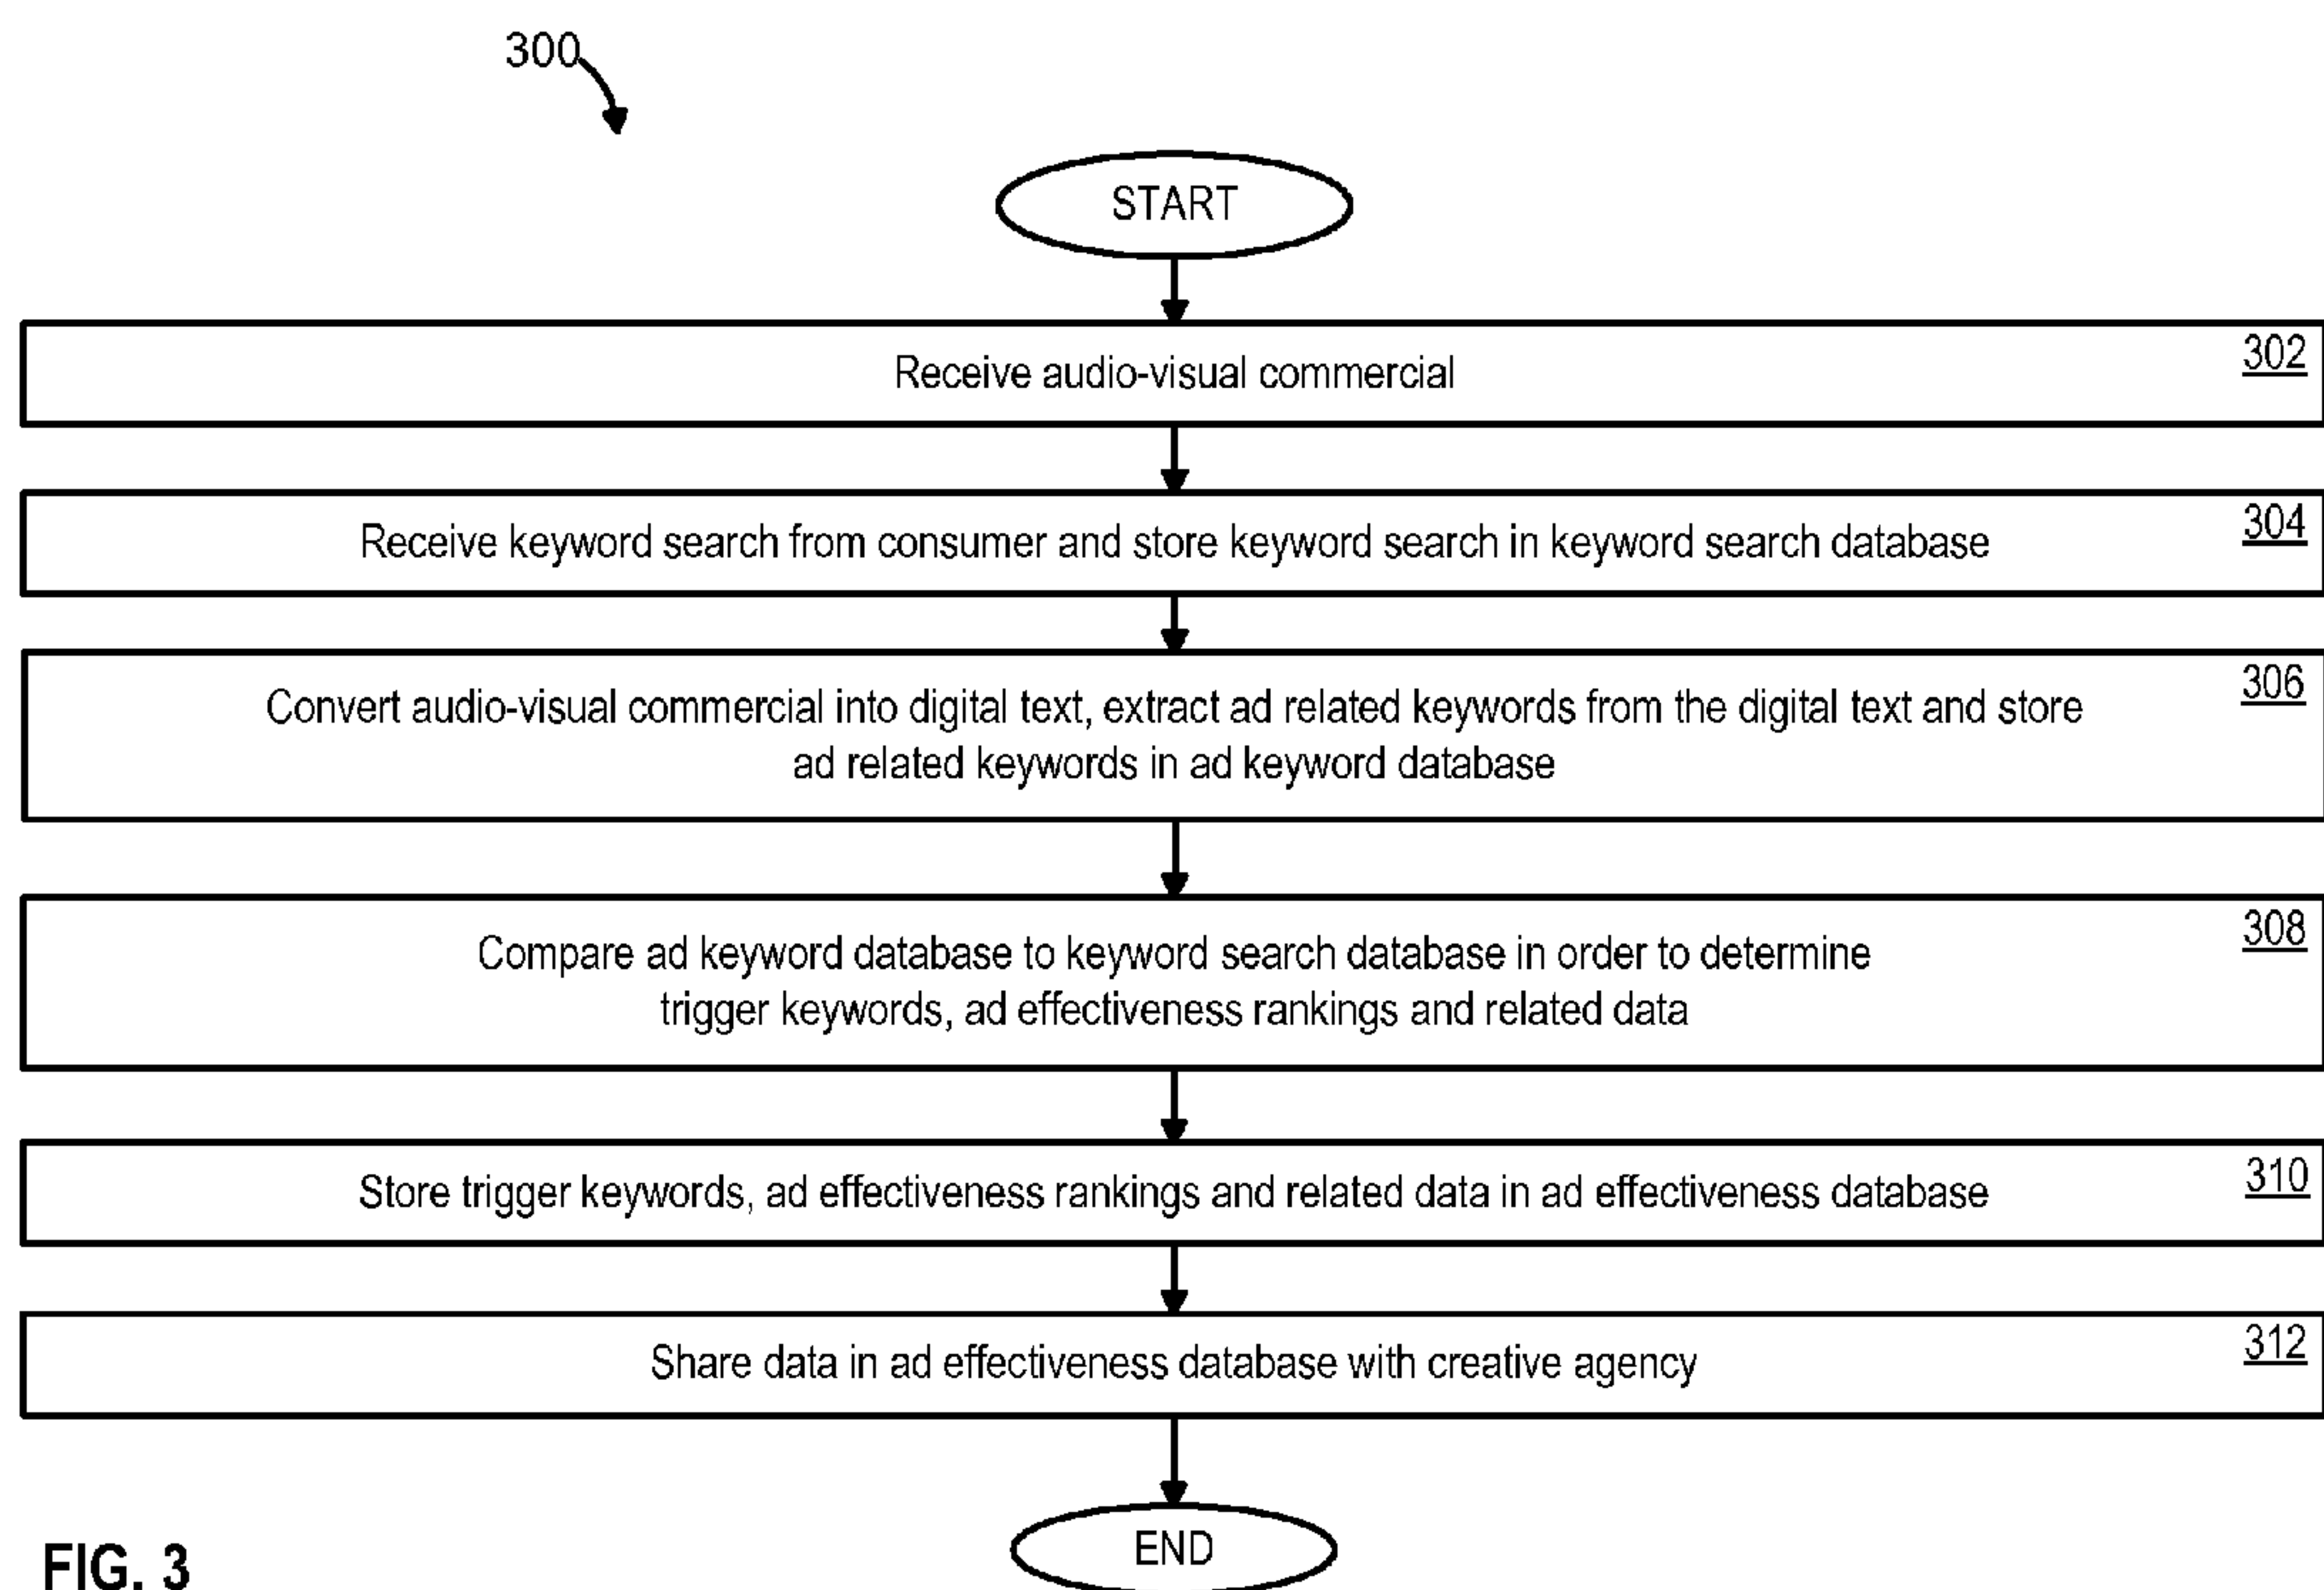 300
START
302
Receive audio-visual commercial
304
Receive keyword search from consumer and store keyword search in keyword search database
306
Convert audio-visual commercial into digital text, extract ad related keywords from the digital text and store
ad related keywords in ad keyword database
308
Compare ad keyword database to keyword search database in order to determine
trigger keywords, ad effectiveness rankings and related data
310
Store trigger keywords, ad effectiveness rankings and related data in ad effectiveness database
312
Share data in ad effectiveness database with creative agency
END
FIG. 3